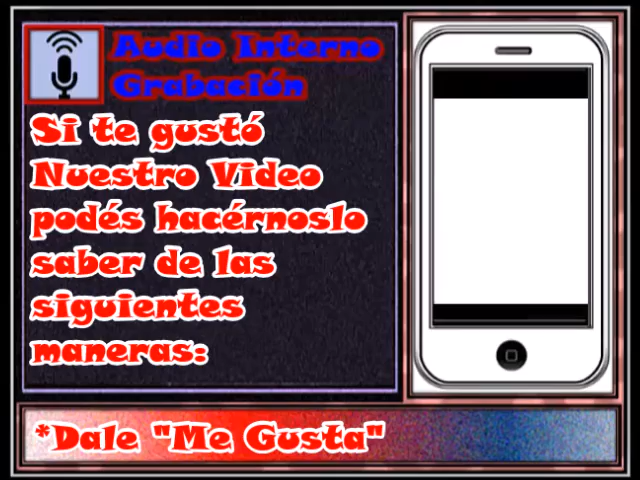 Audio Interno
Grabación
Si te gustó
Nuestro Video
podés hacérnoslo
saber de las
siguientes
maneras:
*Dale "Me Gusta"